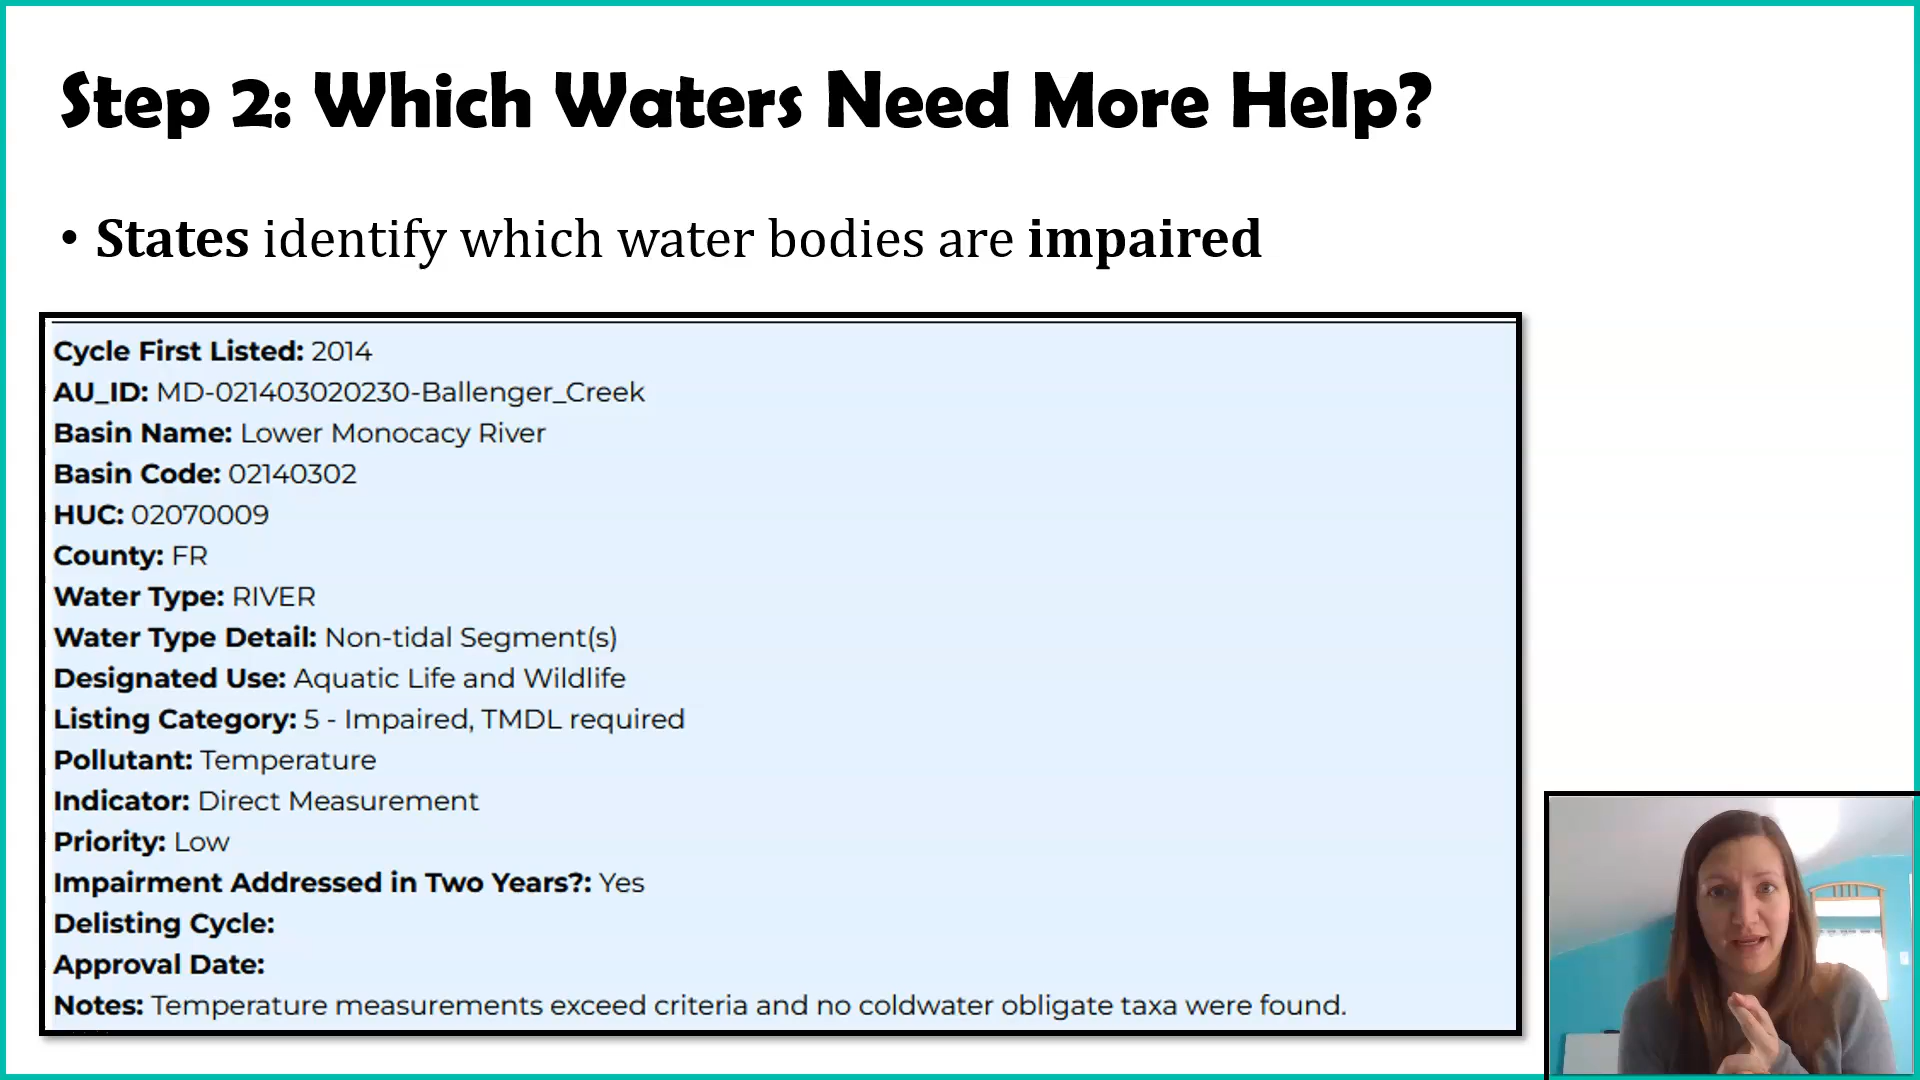 Step 2: Which Waters Need More Help?
• States identify which water bodies are impaired
Cycle First Listed: 2014
AU_ID: MD-021403020230-Ballenger_Creek
Basin Name: Lower Monocacy River
Basin Code: 02140302
HUC: 02070009
County: FR
Water Type: RIVER
Water Type Detail: Non-tidal Segment(s)
Designated Use: Aquatic Life and Wildlife
Listing Category: 5 - Impaired, TMDL required
Pollutant: Temperature
Indicator: Direct Measurement
Priority: Low
Impairment Addressed in Two Years?: Yes
Delisting Cycle:
Approval Date:
Notes: Temperature measurements exceed criteria and no coldwater obligate taxa were found.